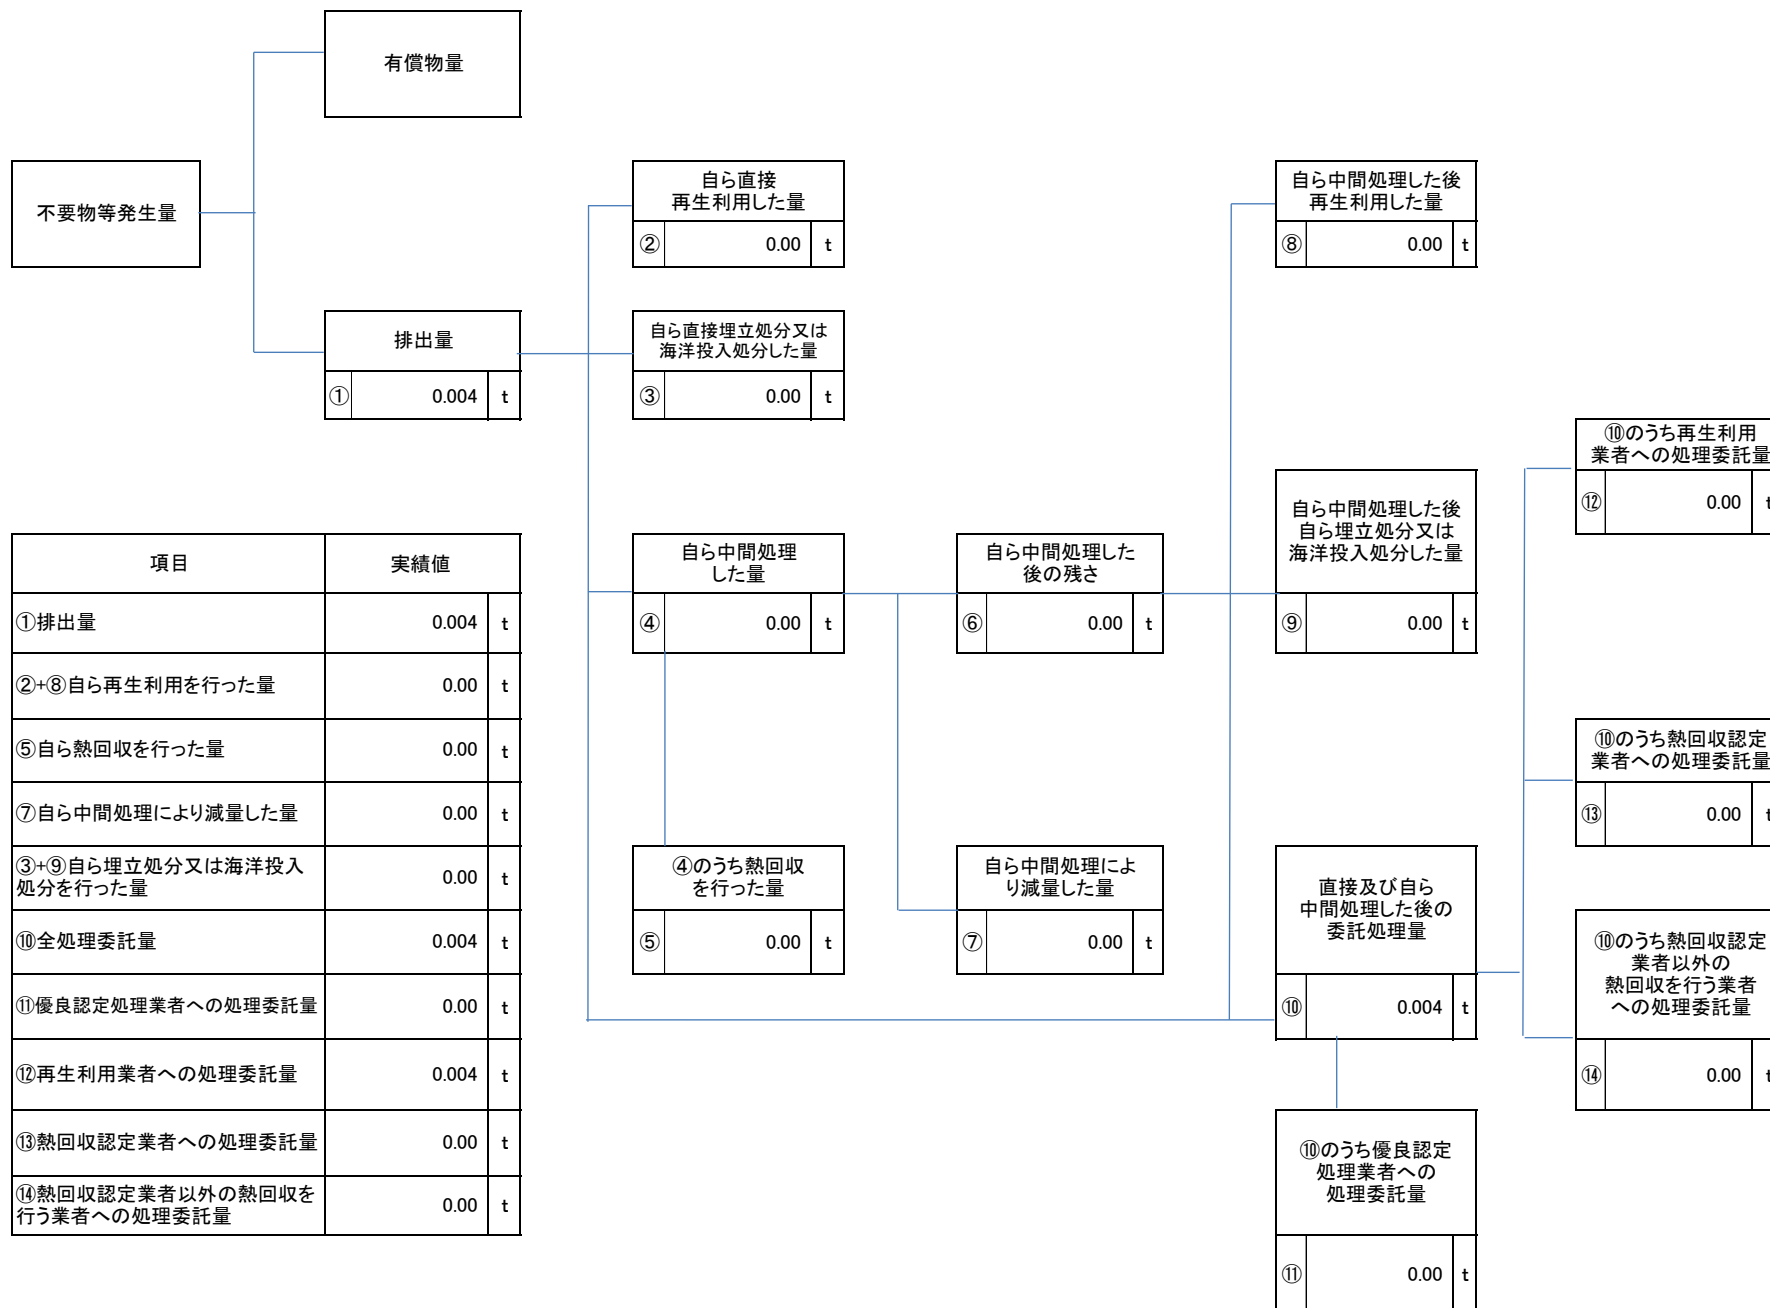 有償物量
不要物等発生量
自ら直接
再生利用した量
② 0.00 t
自ら中間処理した後
再生利用した量
⑧ 0.00 t
排出量
① 0.004 t
自ら直接埋立処分又は
海洋投入処分した量
③ 0.00 t
⑩のうち再生利用
業者への処理委託量
⑫ 0.00 t
自ら中間処理した後
自ら埋立処分又は
海洋投入処分した量
⑨ 0.00 t
自ら中間処理
した量
④ 0.00 t
自ら中間処理した
後の残さ
⑥ 0.00 t
項目 実績値
①排出量 0.004 t
②+⑧自ら再生利用を行った量 0.00 t
⑤自ら熱回収を行った量 0.00 t
⑦自ら中間処理により減量した量 0.00 t
③+⑨自ら埋立処分又は海洋投入
処分を行った量 0.00 t
⑩全処理委託量 0.004 t
⑪優良認定処理業者への処理委託量 0.00 t
⑫再生利用業者への処理委託量 0.004 t
⑬熱回収認定業者への処理委託量 0.00 t
⑭熱回収認定業者以外の熱回収を
行う業者への処理委託量 0.00 t
⑩のうち熱回収認定
業者への処理委託量
⑬ 0.00 t
④のうち熱回収
を行った量
⑤ 0.00 t
自ら中間処理によ
り減量した量
⑦ 0.00 t
直接及び自ら
中間処理した後の
委託処理量
⑩ 0.004 t
⑩のうち熱回収認定
業者以外の
熱回収を行う業者
への処理委託量
⑭ 0.00 t
⑩のうち優良認定
処理業者への
処理委託量
⑪ 0.00 t